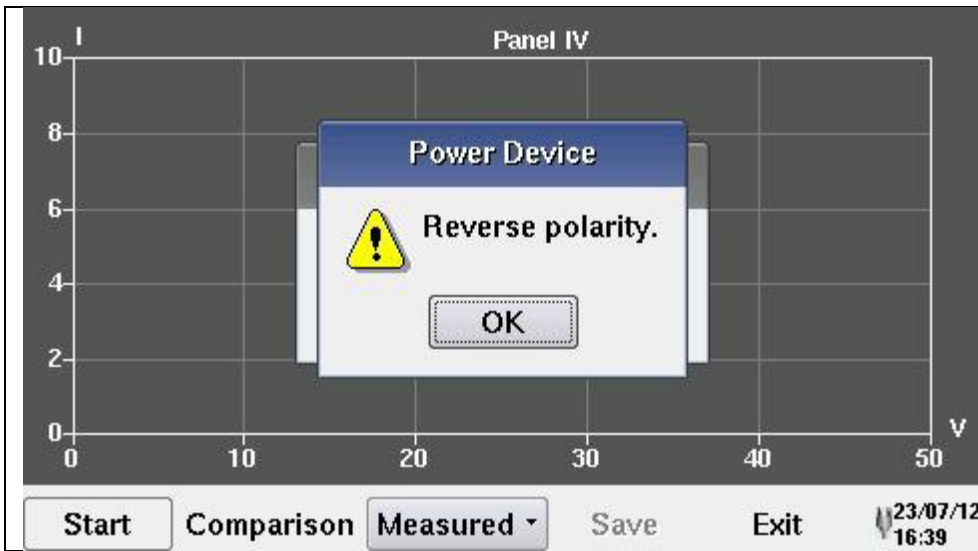 I
Panel IV
10
8
6
4
2
0
Power Device
Reverse polarity.
OK
V
0 10 20 30 40 50
Start Comparison Measured Save Exit 23/07/12
16:39